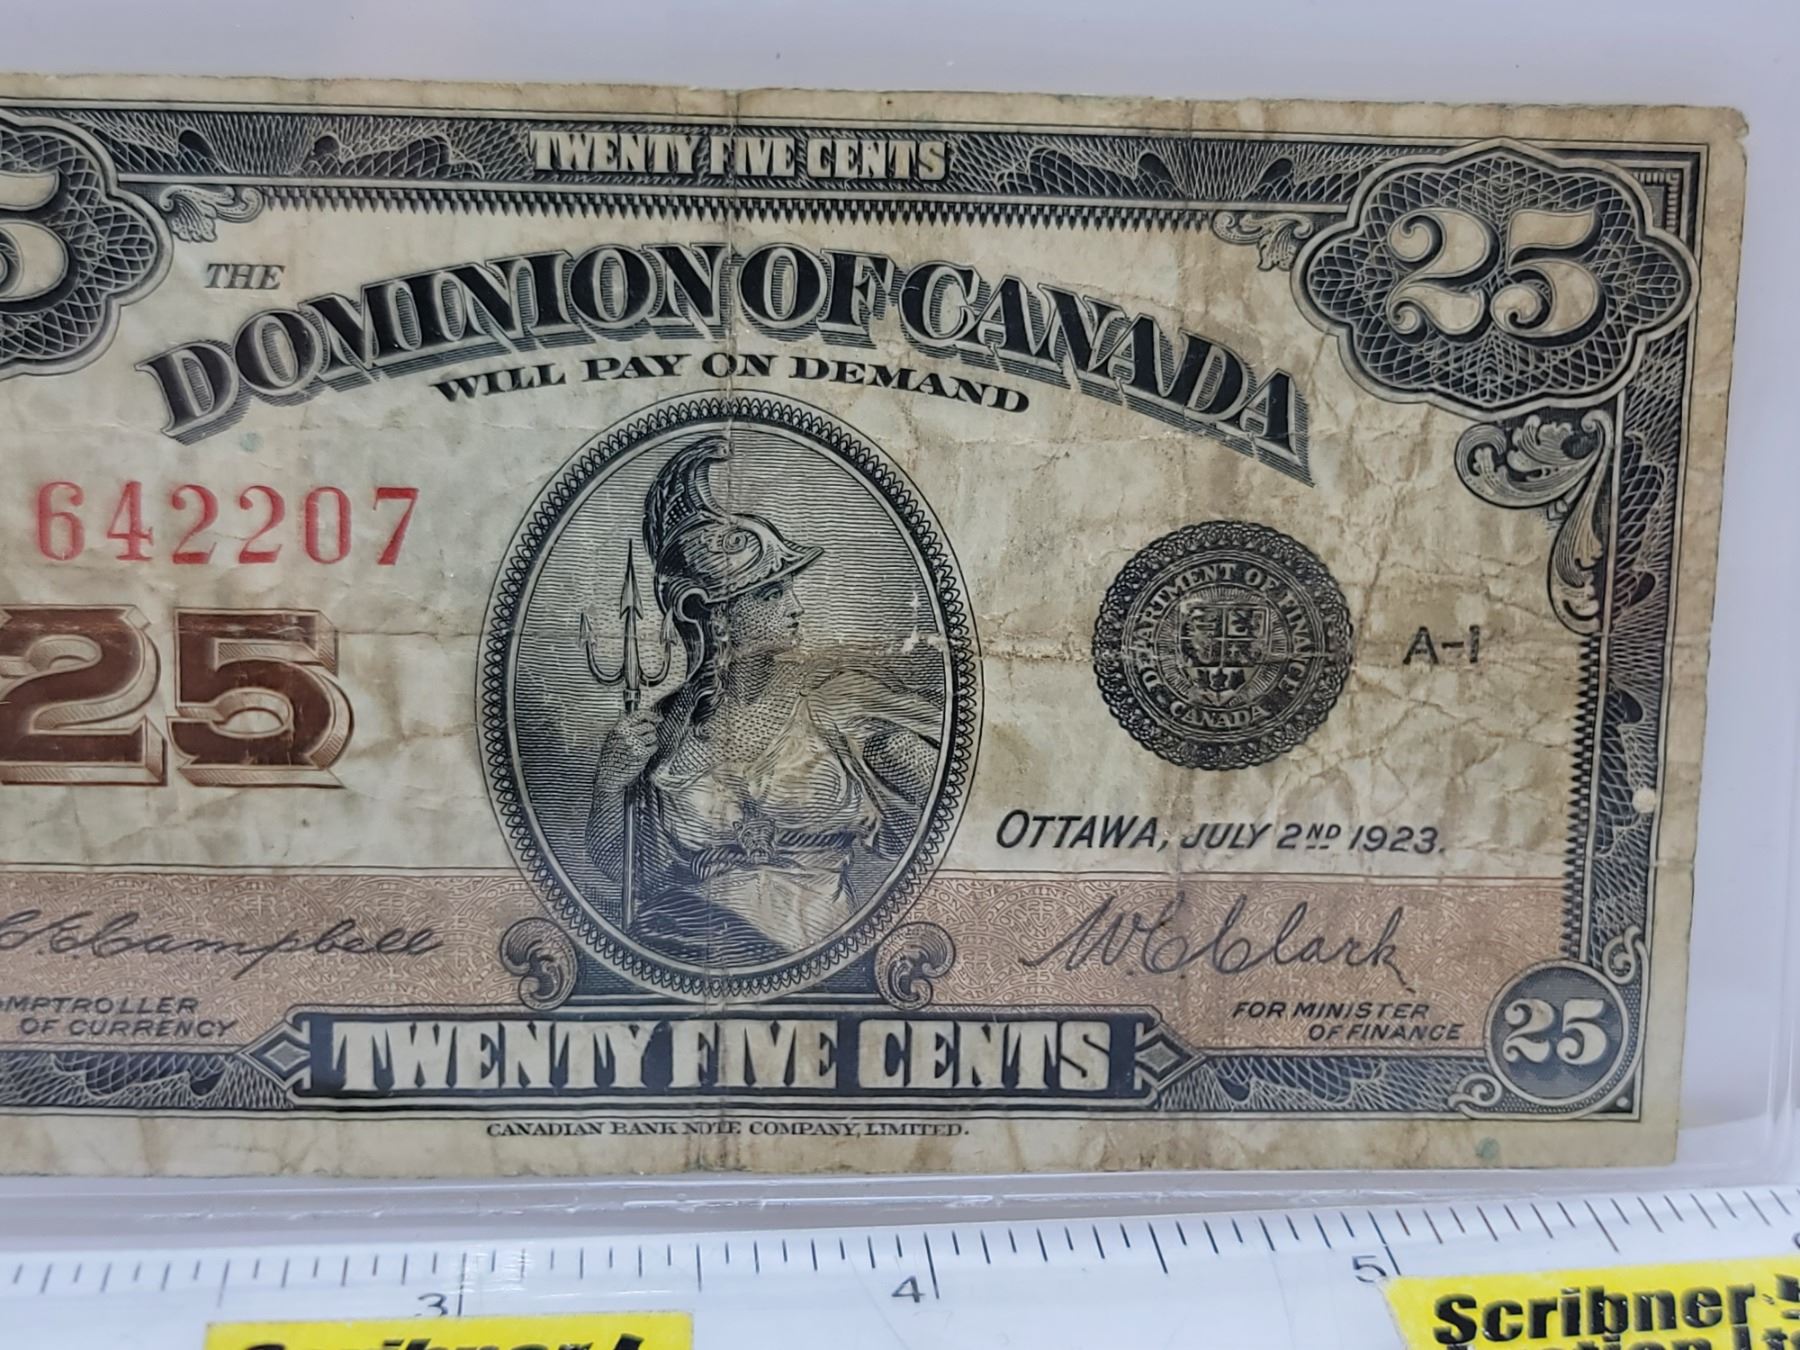 TWENTY FIVE CENTS
5
25
THE
DOMINION OF CANADA
WILL PAY ON DEMAND
642207
25
DEPARTMENT OF FINANCE
CANADA
A-1
OTTAWA, JULY 2ND 1923.
Campbell
W.C. Clark
COMPTROLLER
OF CURRENCY
FOR MINISTER
OF FINANCE
25
TWENTY FIVE CENTS
CANADIAN BANK NOTE COMPANY, LIMITED.
3
4
5
Scribner
Scribner